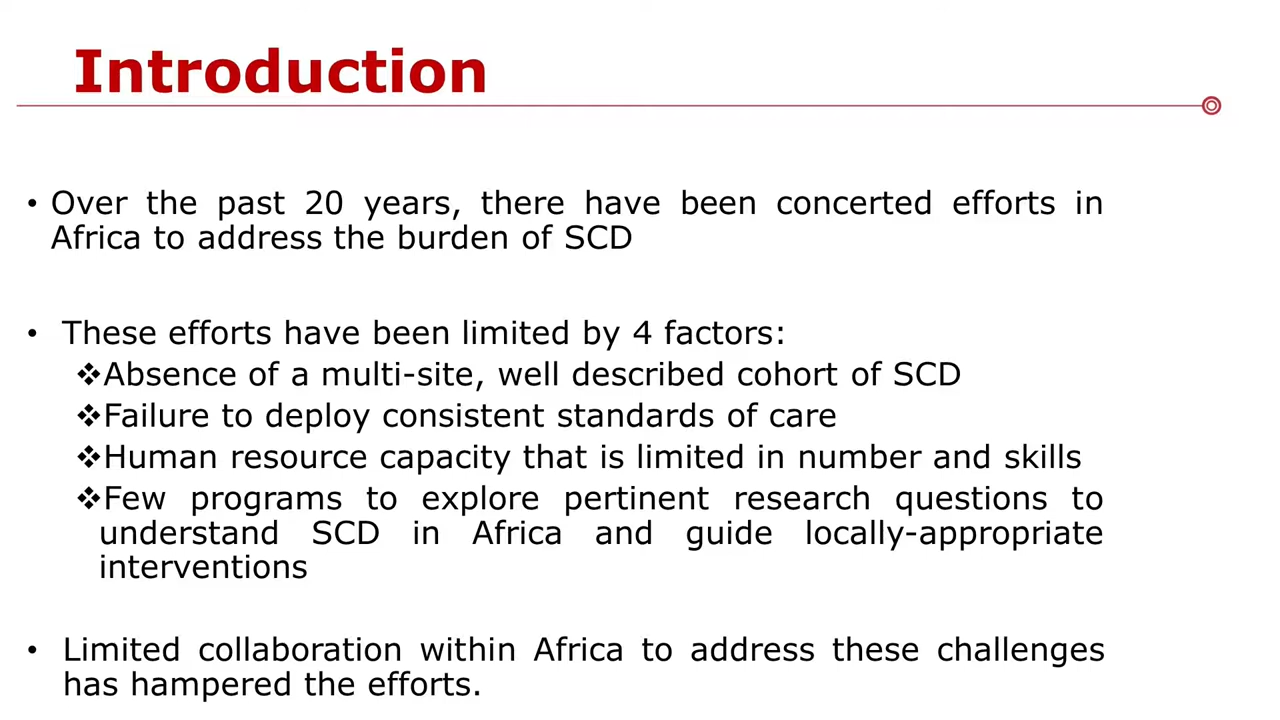 Introduction
• Over the past 20 years, there have been concerted efforts in
Africa to address the burden of SCD
• These efforts have been limited by 4 factors:
❖Absence of a multi-site, well described cohort of SCD
❖Failure to deploy consistent standards of care
❖Human resource capacity that is limited in number and skills
❖Few programs to explore pertinent research questions to
understand SCD in Africa and guide locally-appropriate
interventions
• Limited collaboration within Africa to address these challenges
has hampered the efforts.